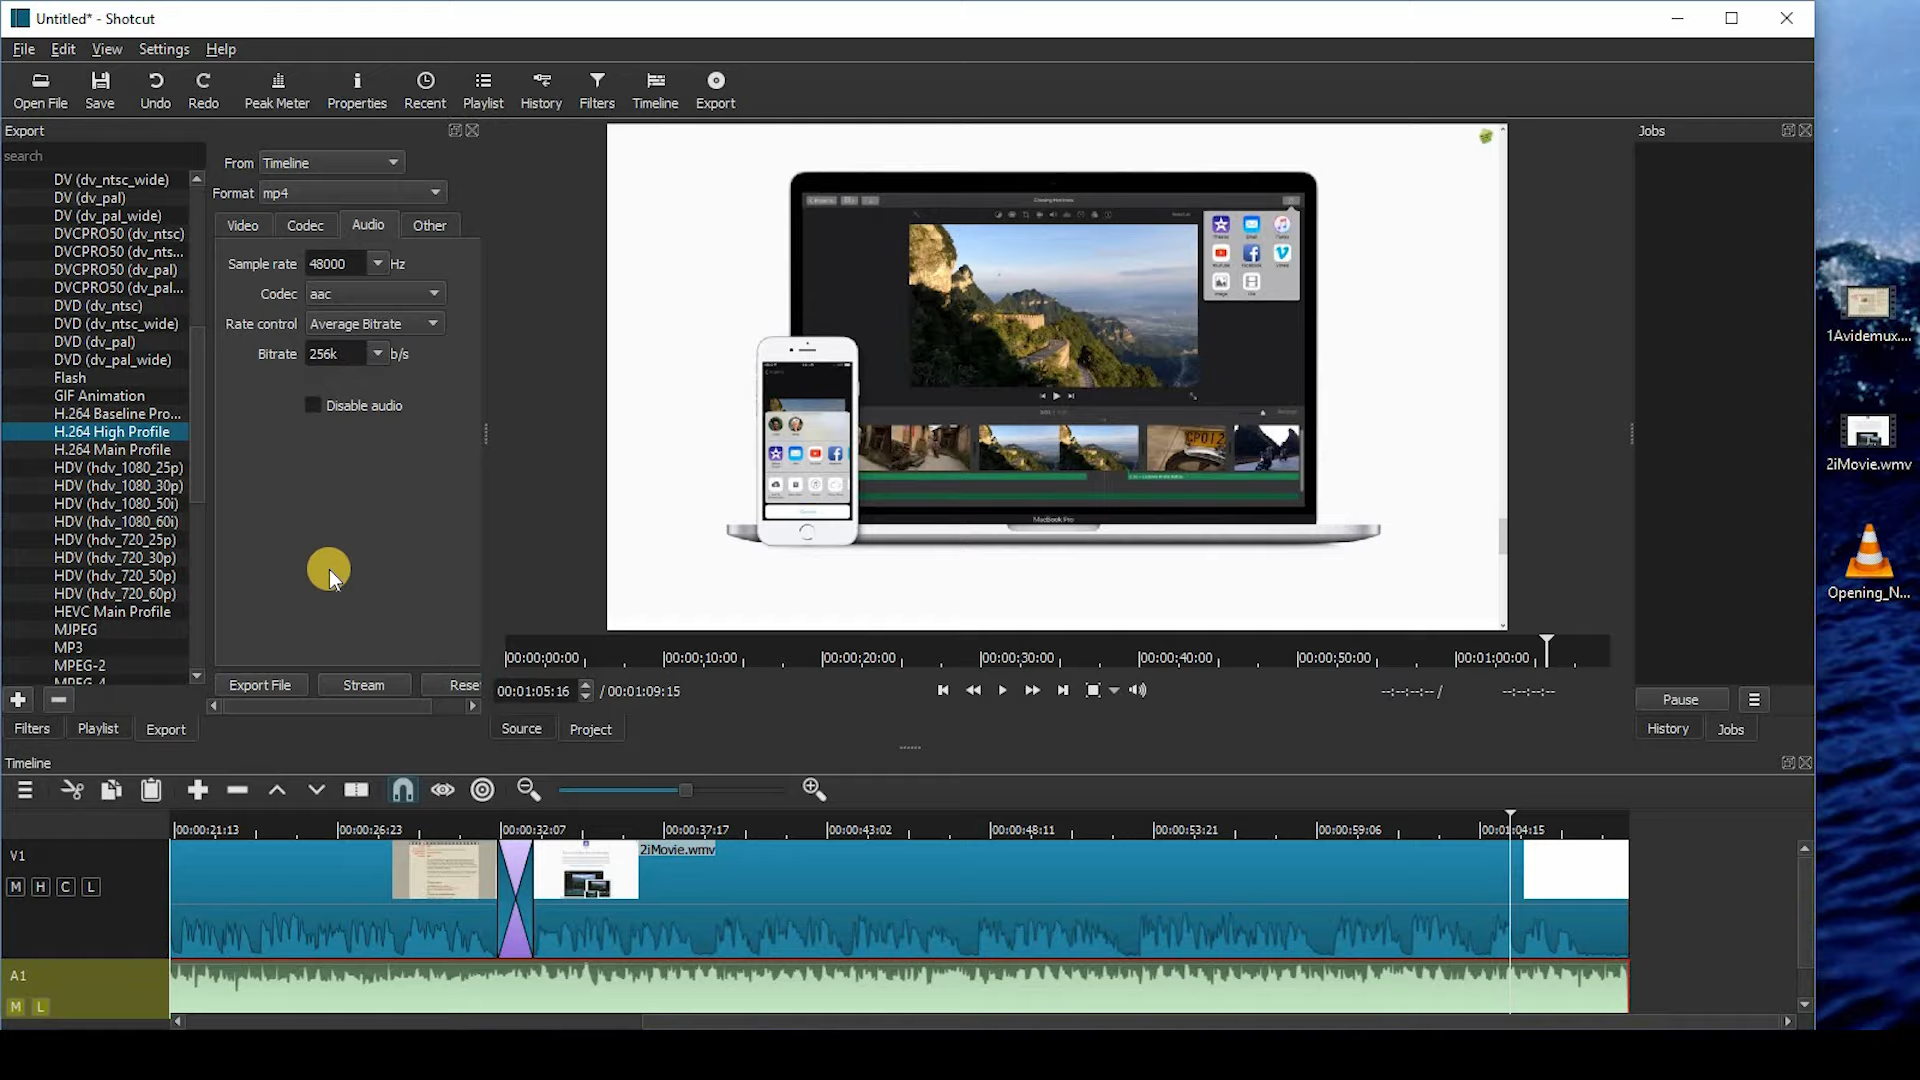 Untitled* - Shotcut
File Edit View Settings Help
Open File Save Undo Redo Peak Meter Properties Recent Playlist History Filters Timeline Export
Export
search
DV (dv_ntsc_wide)
DV (dv_pal)
DV (dv_pal_wide)
DVCPRO50 (dv_ntsc)
DVCPRO50 (dv_nts...
DVCPRO50 (dv_pal)
DVCPRO50 (dv_pal...
DVD (dv_ntsc)
DVD (dv_ntsc_wide)
DVD (dv_pal)
DVD (dv_pal_wide)
Flash
GIF Animation
H.264 Baseline Pro...
H.264 High Profile
H.264 Main Profile
HDV (hdv_1080_25p)
HDV (hdv_1080_30p)
HDV (hdv_1080_50i)
HDV (hdv_1080_60i)
HDV (hdv_720_25p)
HDV (hdv_720_30p)
HDV (hdv_720_50p)
HDV (hdv_720_60p)
HEVC Main Profile
MJPEG
MP3
MPEG-2
MPEG-4
From Timeline
Format mp4
Video Codec Audio Other
Sample rate 48000 Hz
Codec aac
Rate control Average Bitrate
Bitrate 256k b/s
Disable audio
Export File Stream Rese
Filters Playlist Export
CP012
MacBook Pro
00:00:00:00 00:00:10:00 00:00:20:00 00:00:30:00 00:00:40:00 00:00:50:00 00:01:00:00
00:01:05:16 / 00:01:09:15 --:--:--:-- / --:--:--:--
Source Project
Jobs
Pause
History Jobs
1Avidemux....
2iMovie.wmv
Opening_N...
Timeline
00:00:21:13 00:00:26:23 00:00:32:07 00:00:37:17 00:00:43:02 00:00:48:11 00:00:53:21 00:00:59:06 00:01:04:15
V1
M H C L
2iMovie.wmv
A1
M L